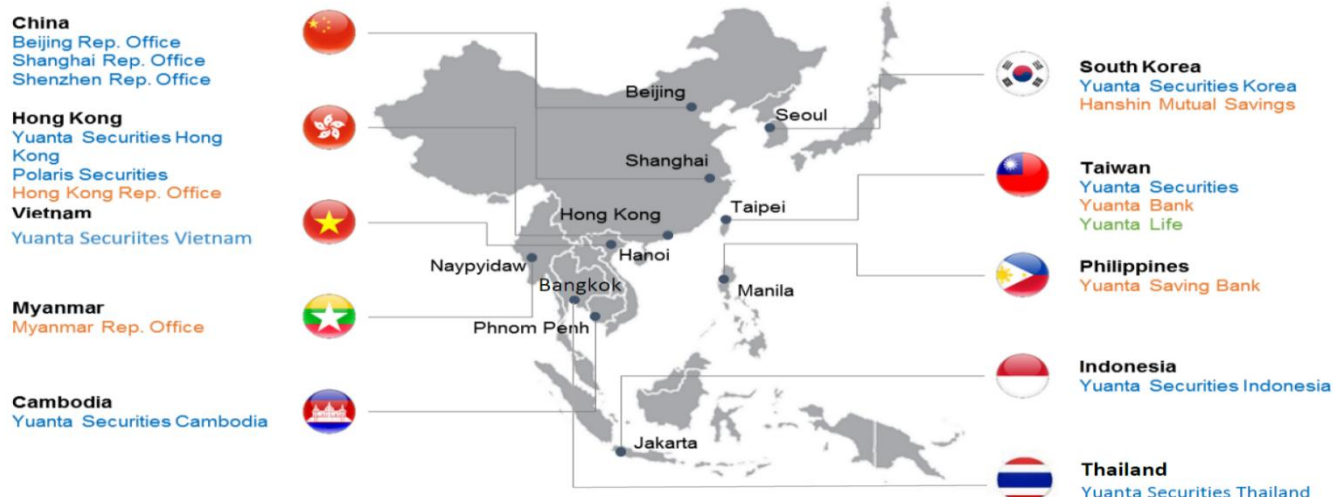 China
Beijing Rep. Office
Shanghai Rep. Office
Shenzhen Rep. Office
Hong Kong
Yuanta Securities Hong
Kong
Polaris Securities
Hong Kong Rep. Office
Vietnam
Yuanta Securiites Vietnam
Myanmar
Myanmar Rep. Office
Cambodia
Yuanta Securities Cambodia
Beijing
Seoul
Shanghai
Taipei
Hong Kong
Hanoi
Naypyidaw
Bangkok
Manila
Phnom Penh
Jakarta
South Korea
Yuanta Securities Korea
Hanshin Mutual Savings
Taiwan
Yuanta Securities
Yuanta Bank
Yuanta Life
Philippines
Yuanta Saving Bank
Indonesia
Yuanta Securities Indonesia
Thailand
Yuanta Securities Thailand